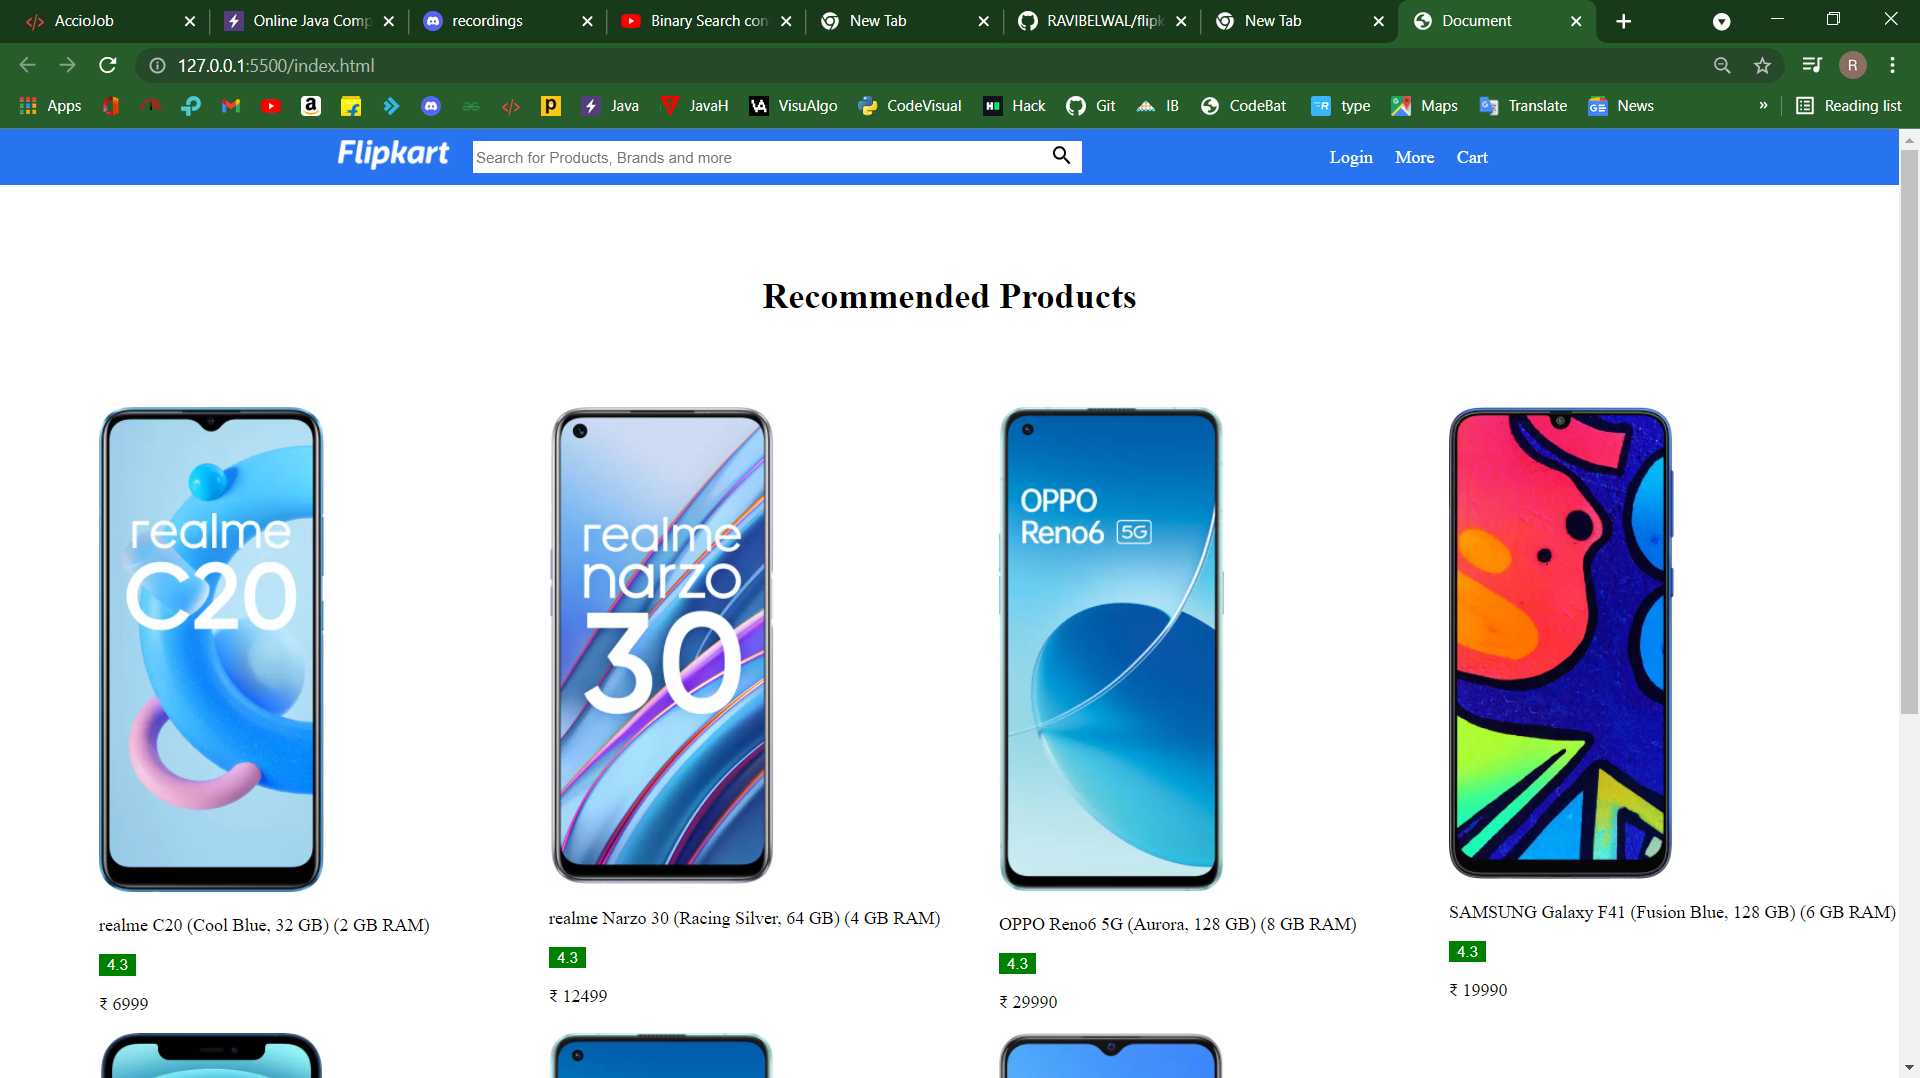 AccioJob
Online Java Comp
recordings
Binary Search con
New Tab
RAVIBELWAL/flipk
New Tab
Document
127.0.0.1:5500/index.html
R
Apps
Java
JavaH
VisuAlgo
CodeVisual
Hack
Git
IB
CodeBat
type
Maps
Translate
News
»
Reading list
Flipkart
Search for Products, Brands and more
Login More Cart
Recommended Products
realme
C20
realme
narzo
30
OPPO
Reno6 5G
realme C20 (Cool Blue, 32 GB) (2 GB RAM)
4.3
₹ 6999
realme Narzo 30 (Racing Silver, 64 GB) (4 GB RAM)
4.3
₹ 12499
OPPO Reno6 5G (Aurora, 128 GB) (8 GB RAM)
4.3
₹ 29990
SAMSUNG Galaxy F41 (Fusion Blue, 128 GB) (6 GB RAM)
4.3
₹ 19990